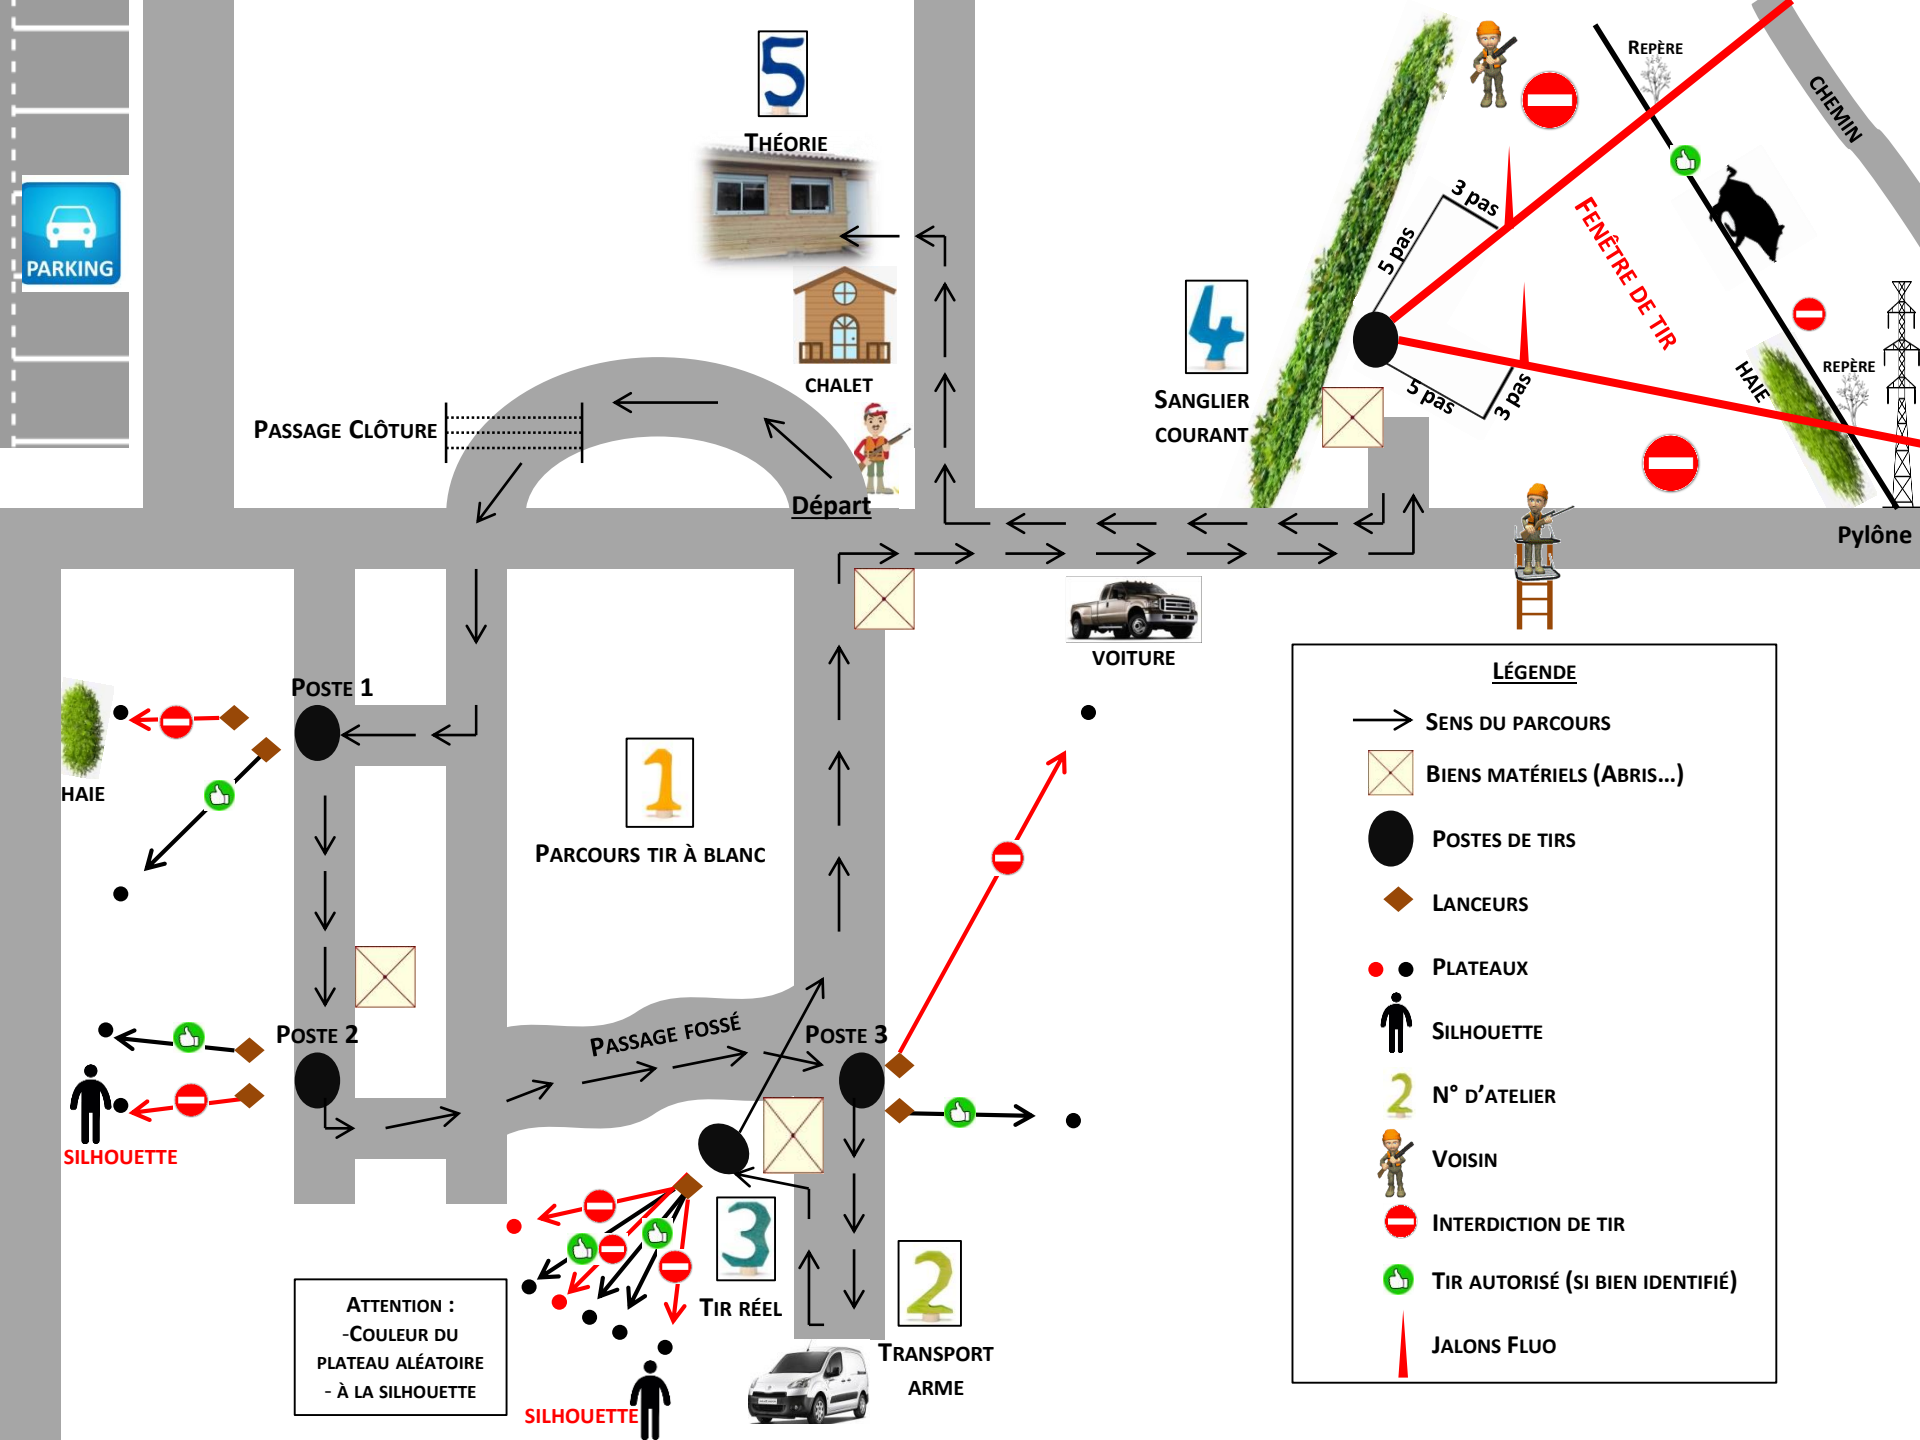 5
THÉORIE
PARKING
CHALET
PASSAGE CLÔTURE
Départ
4
SANGLIER
COURANT
3 pas
5 pas
5 pas
3 pas
REPÈRE
CHEMIN
FENÊTRE DE TIR
HAIE
REPÈRE
Pylône
VOITURE
POSTE 1
HAIE
1
PARCOURS TIR À BLANC
POSTE 2
SILHOUETTE
PASSAGE FOSSÉ
POSTE 3
3
TIR RÉEL
2
TRANSPORT
ARME
ATTENTION :
-COULEUR DU
PLATEAU ALÉATOIRE
- À LA SILHOUETTE
SILHOUETTE
LÉGENDE
SENS DU PARCOURS
BIENS MATÉRIELS (ABRIS...)
POSTES DE TIRS
LANCEURS
PLATEAUX
SILHOUETTE
2
N° D'ATELIER
VOISIN
INTERDICTION DE TIR
TIR AUTORISÉ (SI BIEN IDENTIFIÉ)
JALONS FLUO